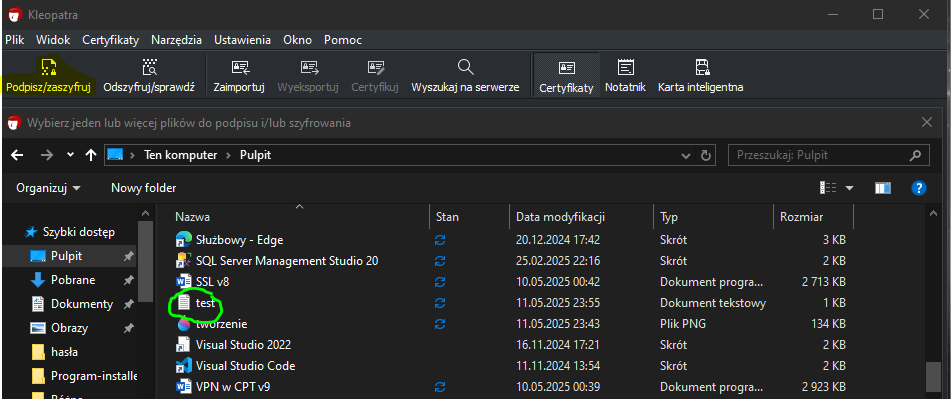 Kleopatra
Plik Widok Certyfikaty Narzędzia Ustawienia Okno Pomoc
Podpisz/zaszyfruj Odszyfruj/sprawdź Zaimportuj Wyeksportuj Certyfikuj Wyszukaj na serwerze Certyfikaty Notatnik Karta inteligentna
Wybierz jeden lub więcej plików do podpisu i/lub szyfrowania
Ten komputer Pulpit Przeszukaj: Pulpit
Organizuj Nowy folder
Nazwa Stan Data modyfikacji Typ Rozmiar
Szybki dostęp
Pulpit
Pobrane
Dokumenty
Obrazy
hasła
Program-installe
Różne
Służbowy - Edge 20.12.2024 17:42 Skrót 3 KB
SQL Server Management Studio 20 25.02.2025 22:16 Skrót 2 KB
SSL v8 10.05.2025 00:42 Dokument progra... 2 713 KB
test 11.05.2025 23:55 Dokument tekstowy 1 KB
tworzenie 11.05.2025 23:43 Plik PNG 134 KB
Visual Studio 2022 16.11.2024 17:21 Skrót 2 KB
Visual Studio Code 11.11.2024 13:54 Skrót 2 KB
VPN w CPT v9 10.05.2025 00:39 Dokument progra... 2 923 KB